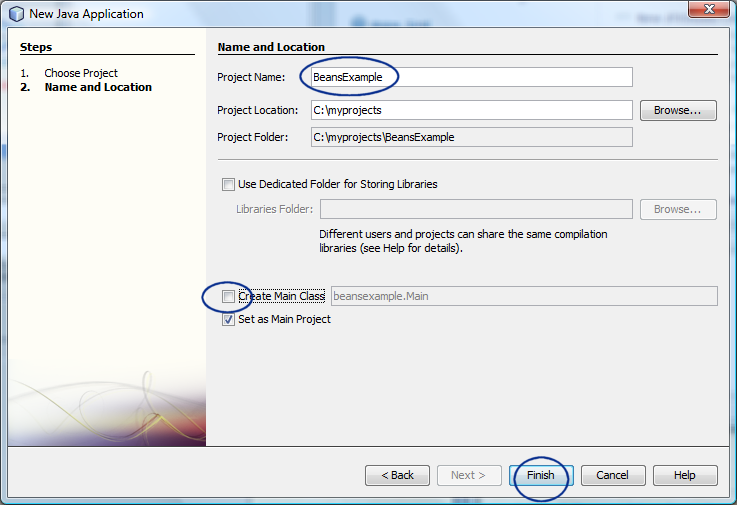 New Java Application
Steps
1. Choose Project
2. Name and Location
Name and Location
Project Name: BeansExample
Project Location: C:\myprojects Browse...
Project Folder: C:\myprojects\BeansExample
Use Dedicated Folder for Storing Libraries
Libraries Folder: Browse...
Different users and projects can share the same compilation
libraries (see Help for details).
Create Main Class beansexample.Main
Set as Main Project
< Back Next > Finish Cancel Help